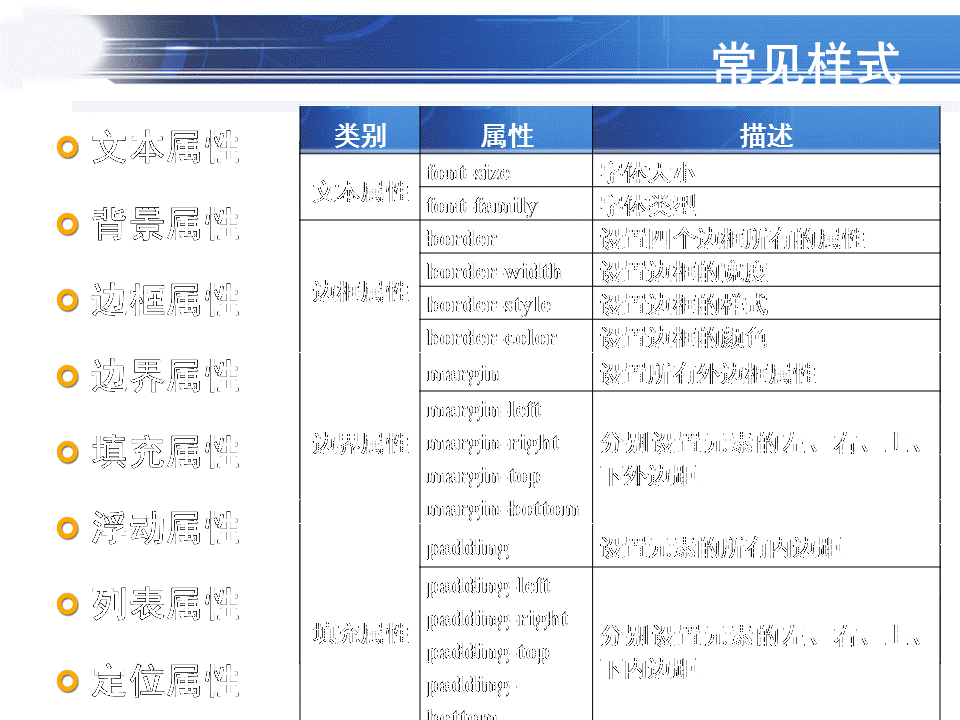 常见样式
文本属性
背景属性
边框属性
边界属性
填充属性
浮动属性
列表属性
定位属性
类别 属性 描述
文本属性 font-size 字体大小
font-family 字体类型
边框属性 border 设置四个边框所有的属性
border-width 设置边框的宽度
border-style 设置边框的样式
border-color 设置边框的颜色
边界属性 margin 设置所有外边框属性
margin-left
margin-right
margin-top
margin-bottom
分别设置元素的左、右、上、
下外边距
填充属性 padding 设置元素的所有内边距
padding-left
padding-right
padding-top
padding-
bottom
分别设置元素的左、右、上、
下内边距